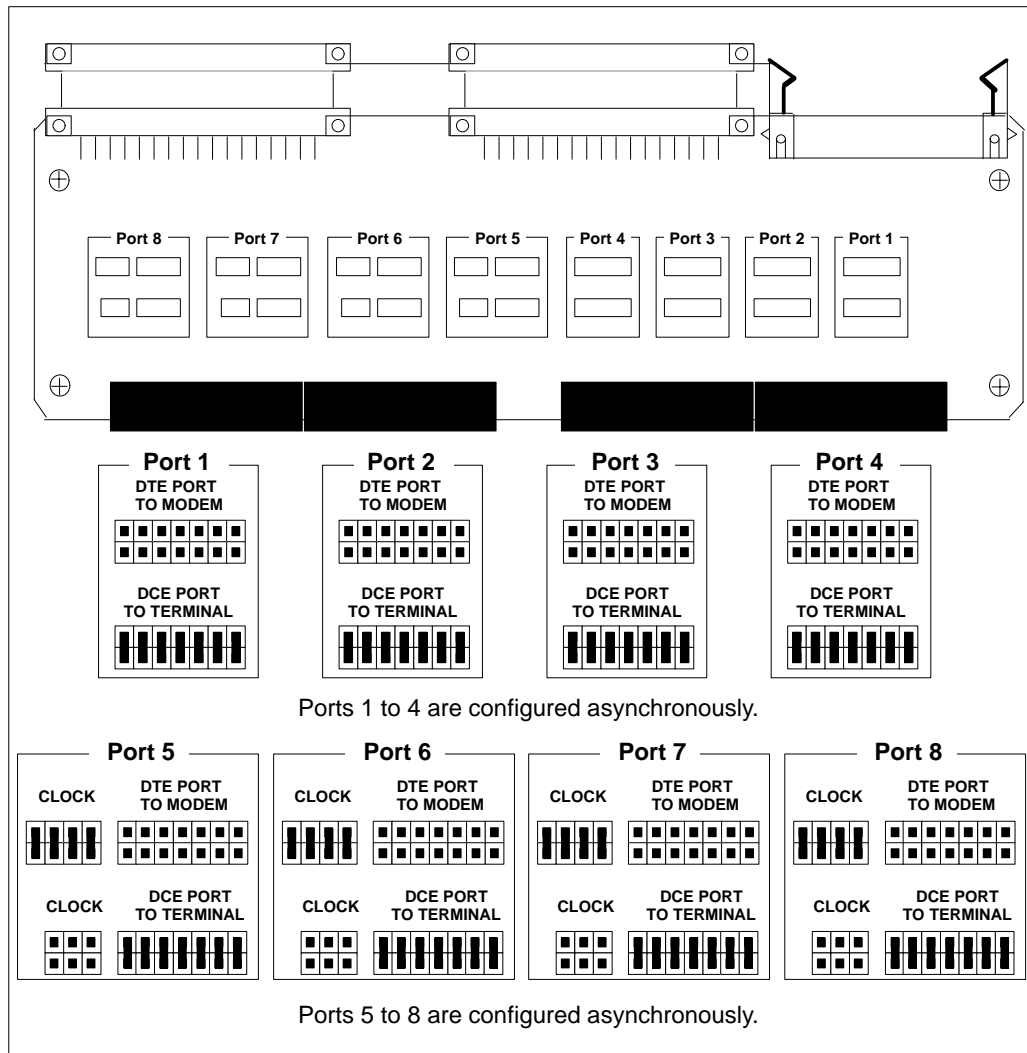 Port 8 Port 7 Port 6 Port 5 Port 4 Port 3 Port 2 Port 1
Port 1
DTE PORT
TO MODEM
DCE PORT
TO TERMINAL
Port 2
DTE PORT
TO MODEM
DCE PORT
TO TERMINAL
Port 3
DTE PORT
TO MODEM
DCE PORT
TO TERMINAL
Port 4
DTE PORT
TO MODEM
DCE PORT
TO TERMINAL
Ports 1 to 4 are configured asynchronously.
Port 5
CLOCK
DTE PORT
TO MODEM
CLOCK
DCE PORT
TO TERMINAL
Port 6
CLOCK
DTE PORT
TO MODEM
CLOCK
DCE PORT
TO TERMINAL
Port 7
CLOCK
DTE PORT
TO MODEM
CLOCK
DCE PORT
TO TERMINAL
Port 8
CLOCK
DTE PORT
TO MODEM
CLOCK
DCE PORT
TO TERMINAL
Ports 5 to 8 are configured asynchronously.